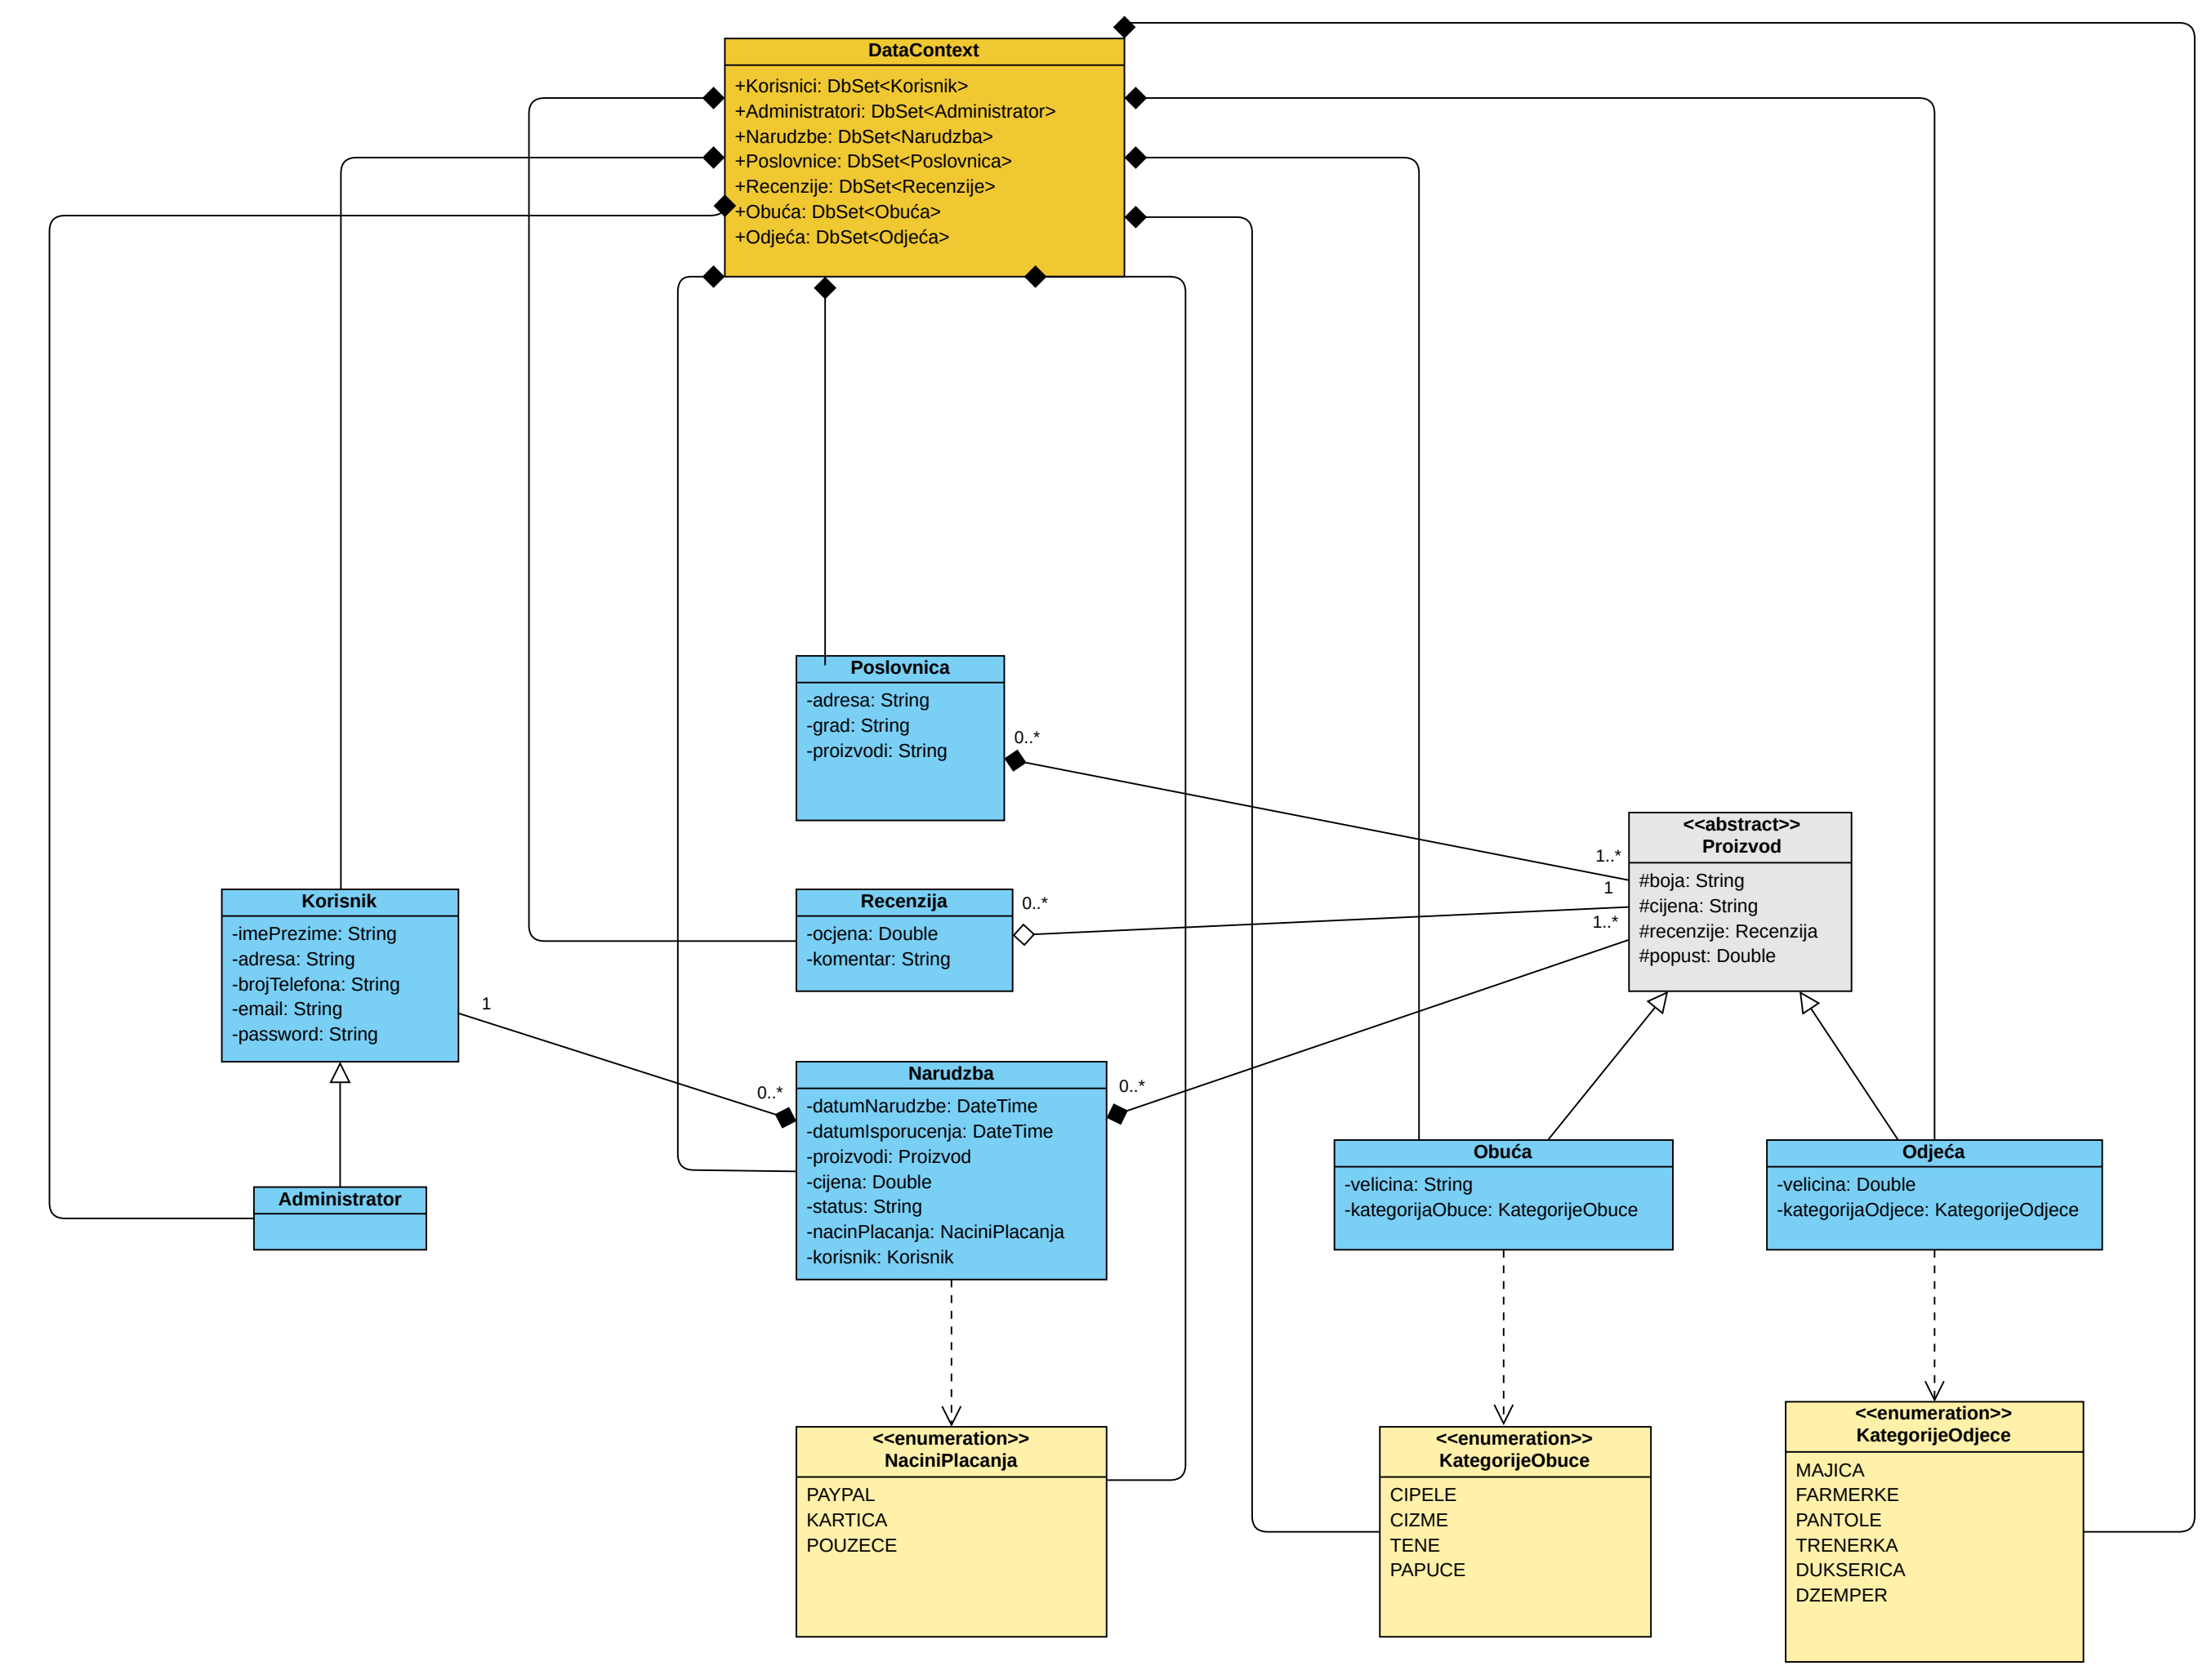 DataContext
+Korisnici: DbSet<Korisnik>
+Administratori: DbSet<Administrator>
+Narudzbe: DbSet<Narudzba>
+Poslovnice: DbSet<Poslovnica>
+Recenzije: DbSet<Recenzije>
+Obuća: DbSet<Obuća>
+Odjeća: DbSet<Odjeća>
Poslovnica
-adresa: String
-grad: String
-proizvodi: String
0..*
1..*
<<abstract>>
Proizvod
#boja: String
#cijena: String
#recenzije: Recenzija
#popust: Double
1
1..*
Korisnik
-imePrezime: String
-adresa: String
-brojTelefona: String
-email: String
-password: String
1
Recenzija
-ocjena: Double
-komentar: String
0..*
0..*
Narudzba
-datumNarudzbe: DateTime
-datumIsporucenja: DateTime
-proizvodi: Proizvod
-cijena: Double
-status: String
-nacinPlacanja: NaciniPlacanja
-korisnik: Korisnik
0..*
Administrator
Obuća
-velicina: String
-kategorijaObuce: KategorijeObuce
Odjeća
-velicina: Double
-kategorijaOdjece: KategorijeOdjece
<<enumeration>>
NaciniPlacanja
PAYPAL
KARTICA
POUZECE
<<enumeration>>
KategorijeObuce
CIPELE
CIZME
TENE
PAPUCE
<<enumeration>>
KategorijeOdjece
MAJICA
FARMERKE
PANTOLE
TRENERKA
DUKSERICA
DZEMPER